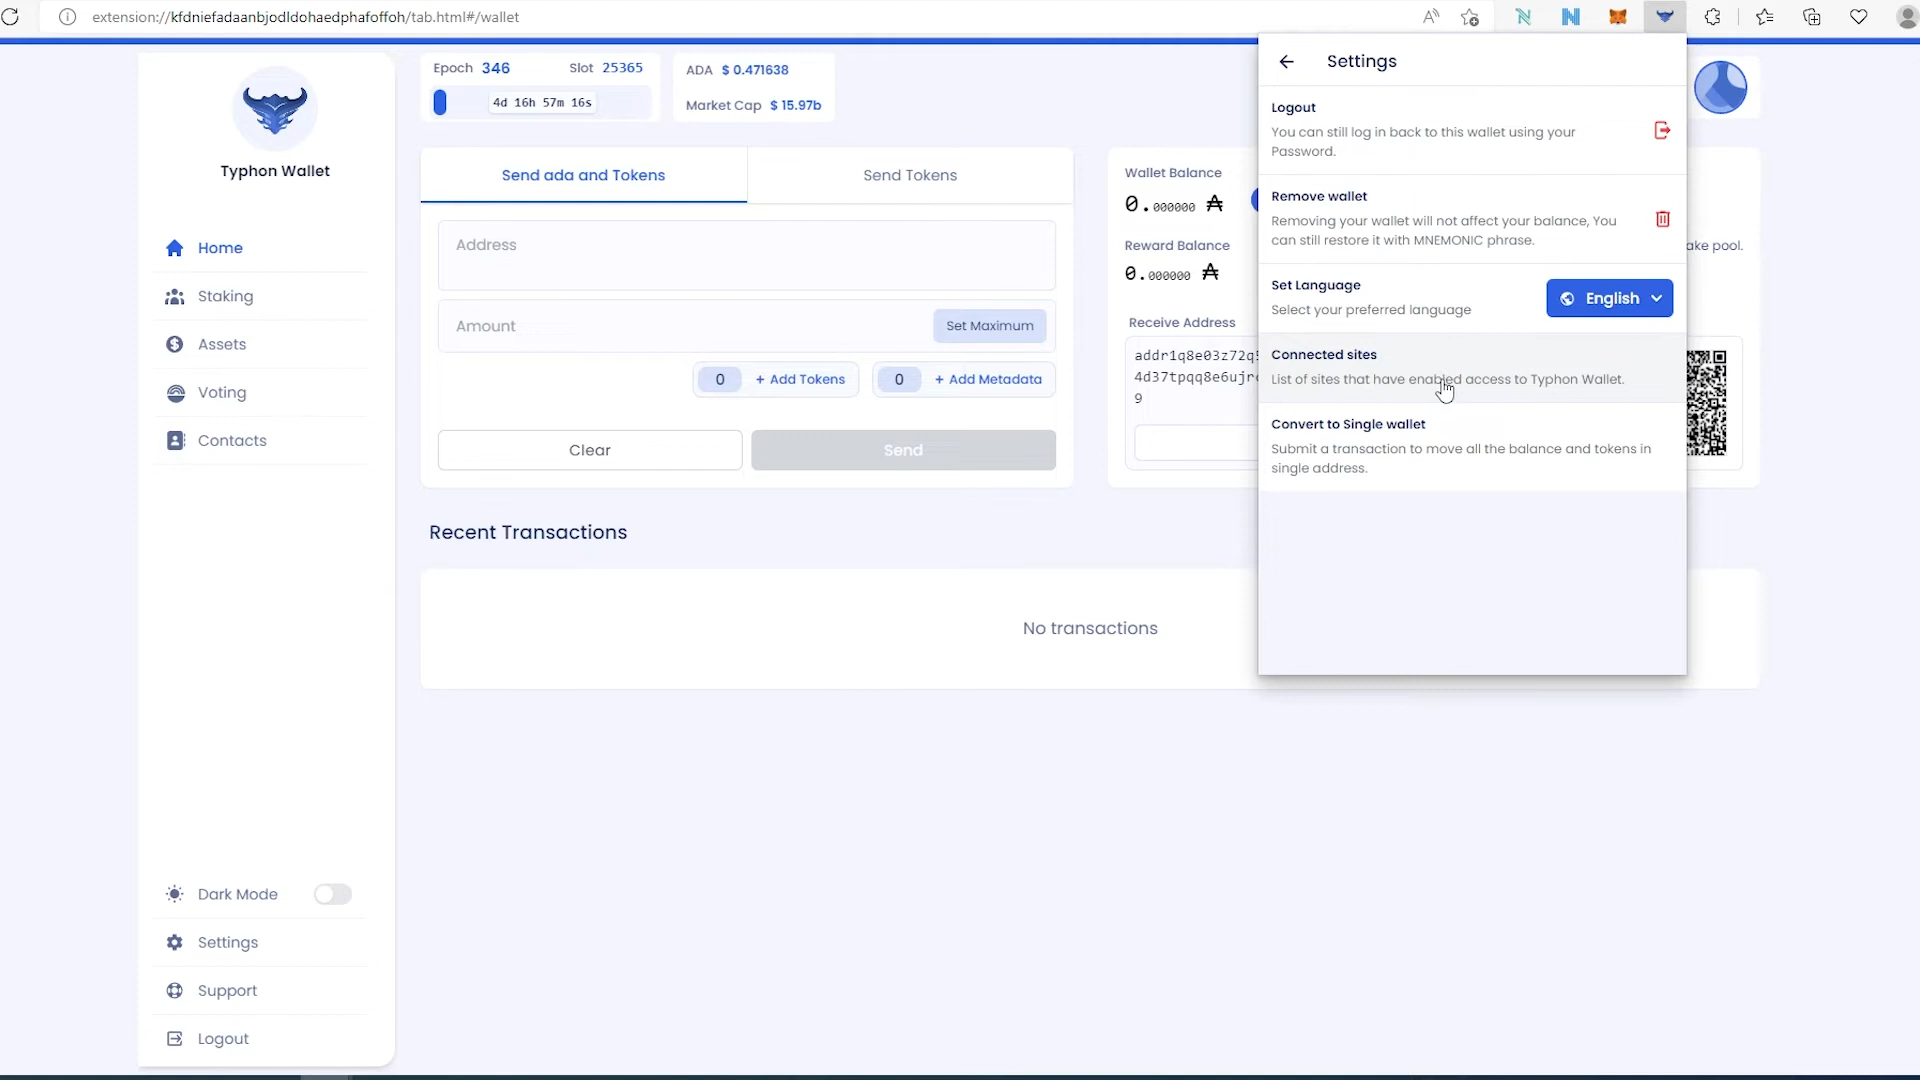 extension://kfdniefadaanbjodldohaedphafoffoh/tab.html#/wallet
Typhon Wallet
Home
Staking
Assets
Voting
Contacts
Dark Mode
Settings
Support
Logout
Epoch 346 Slot 25365
4d 16h 57m 16s
ADA $ 0.471638
Market Cap $ 15.97b
Send ada and Tokens
Send Tokens
Address
Amount
Set Maximum
0 + Add Tokens
0 + Add Metadata
Clear
Send
Recent Transactions
No transactions
Wallet Balance
0.000000 ₳
Reward Balance
0.000000 ₳
ake pool.
Receive Address
addr1q8e03z72q
4d37tpqq8e6ujr
9
Settings
Logout
You can still log in back to this wallet using your
Password.
Remove wallet
Removing your wallet will not affect your balance, You
can still restore it with MNEMONIC phrase.
Set Language
Select your preferred language
English
Connected sites
List of sites that have enabled access to Typhon Wallet.
Convert to Single wallet
Submit a transaction to move all the balance and tokens in
single address.